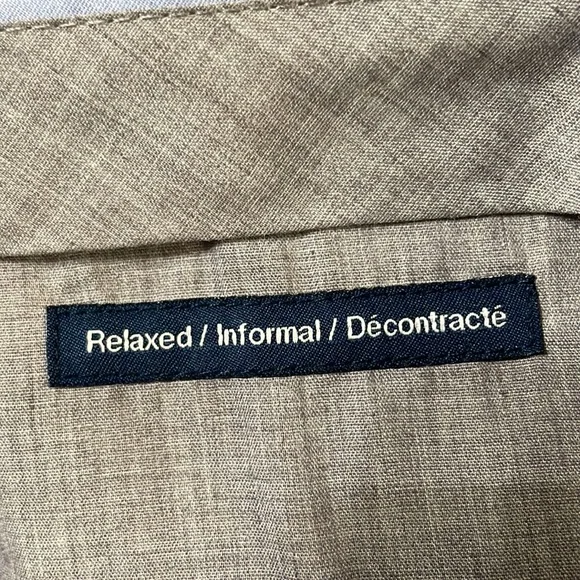 Relaxed / Informal / Décontracté